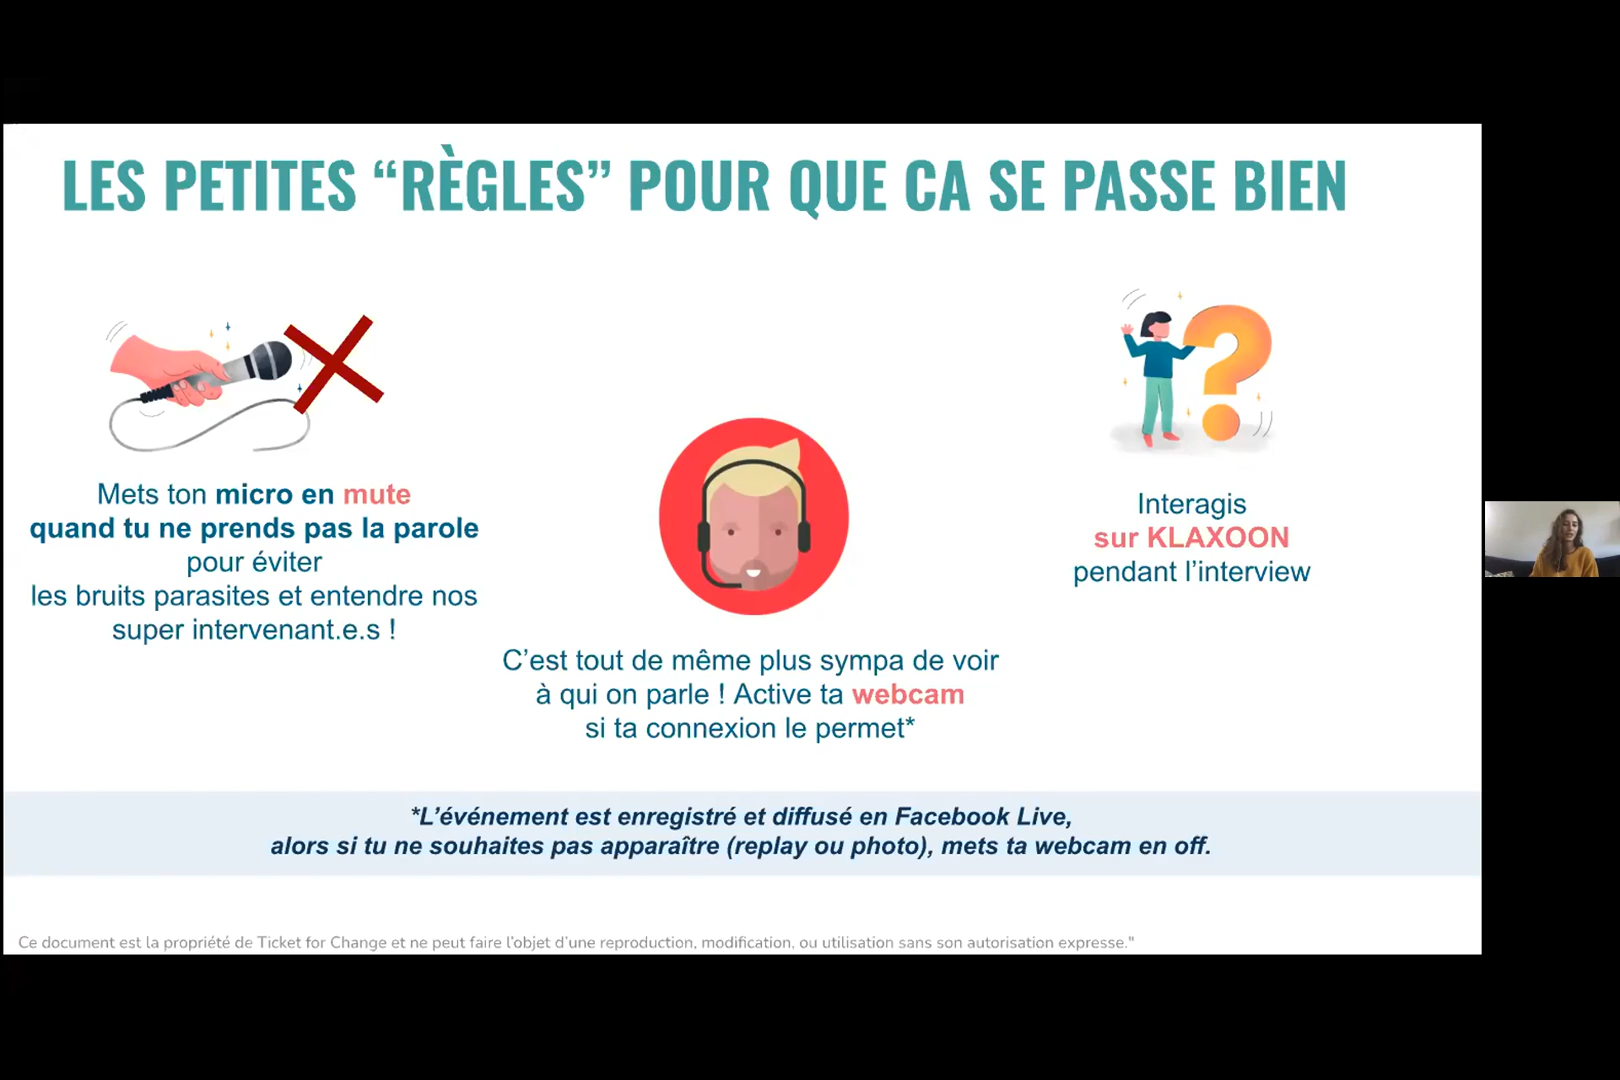 LES PETITES “RÈGLES” POUR QUE CA SE PASSE BIEN
Mets ton micro en mute
quand tu ne prends pas la parole
pour éviter
les bruits parasites et entendre nos
super intervenant.e.s !
C’est tout de même plus sympa de voir
à qui on parle ! Active ta webcam
si ta connexion le permet*
Interagis
sur KLAXOON
pendant l’interview
*L’événement est enregistré et diffusé en Facebook Live,
alors si tu ne souhaites pas apparaître (replay ou photo), mets ta webcam en off.
Ce document est la propriété de Ticket for Change et ne peut faire l’objet d’une reproduction, modification, ou utilisation sans son autorisation expresse."